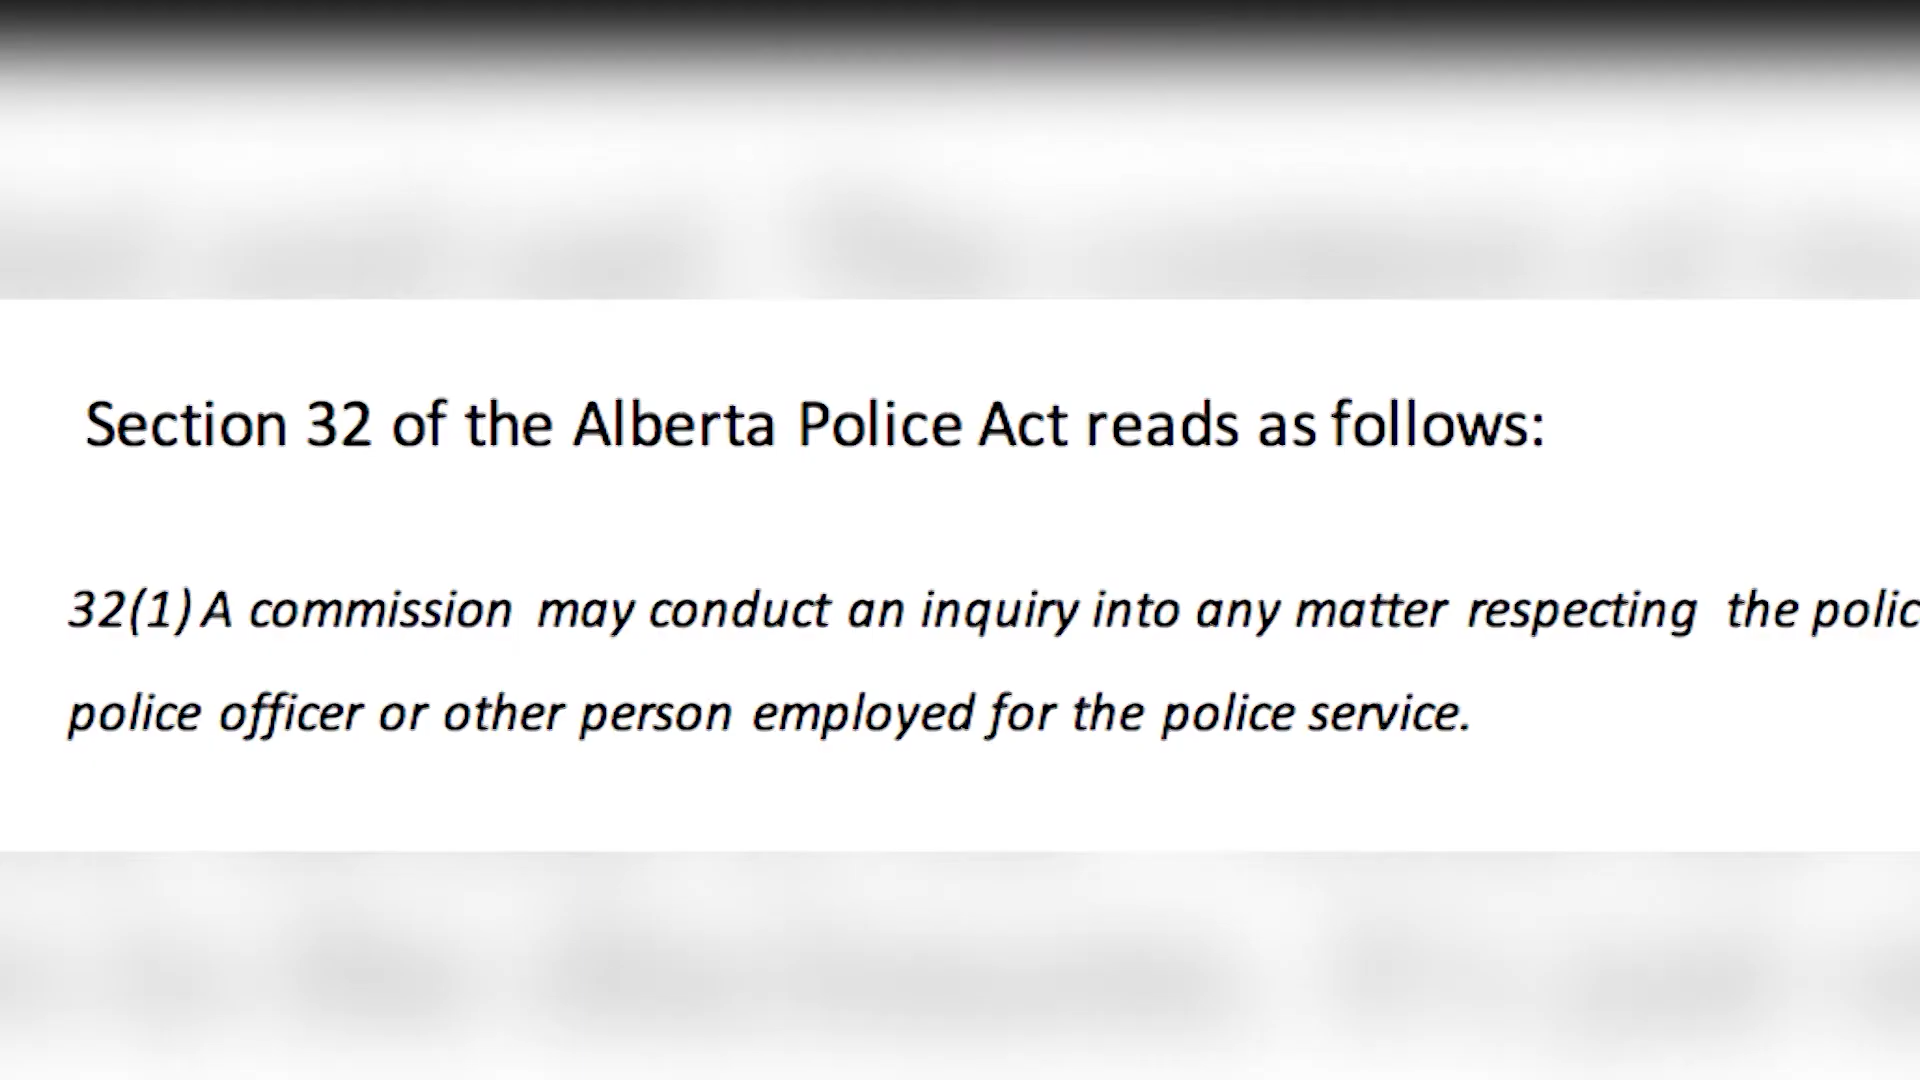 Section 32 of the Alberta Police Act reads as follows:
32(1) A commission may conduct an inquiry into any matter respecting the polic
police officer or other person employed for the police service.